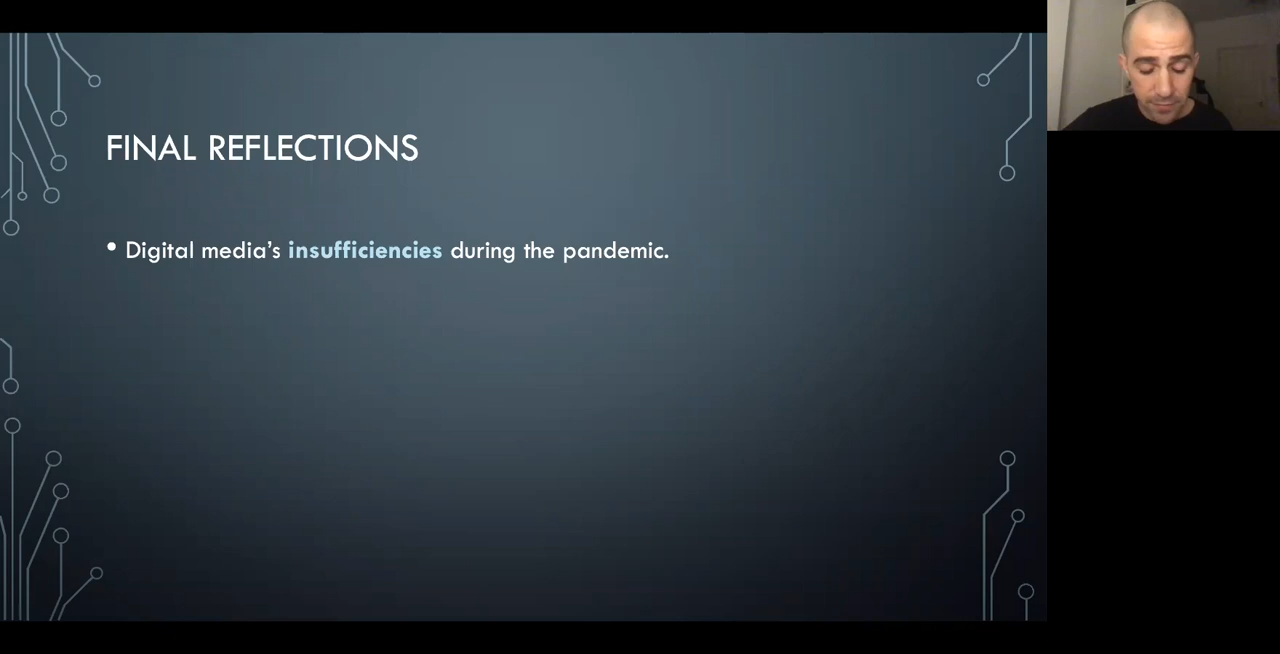 FINAL REFLECTIONS
• Digital media’s insufficiencies during the pandemic.